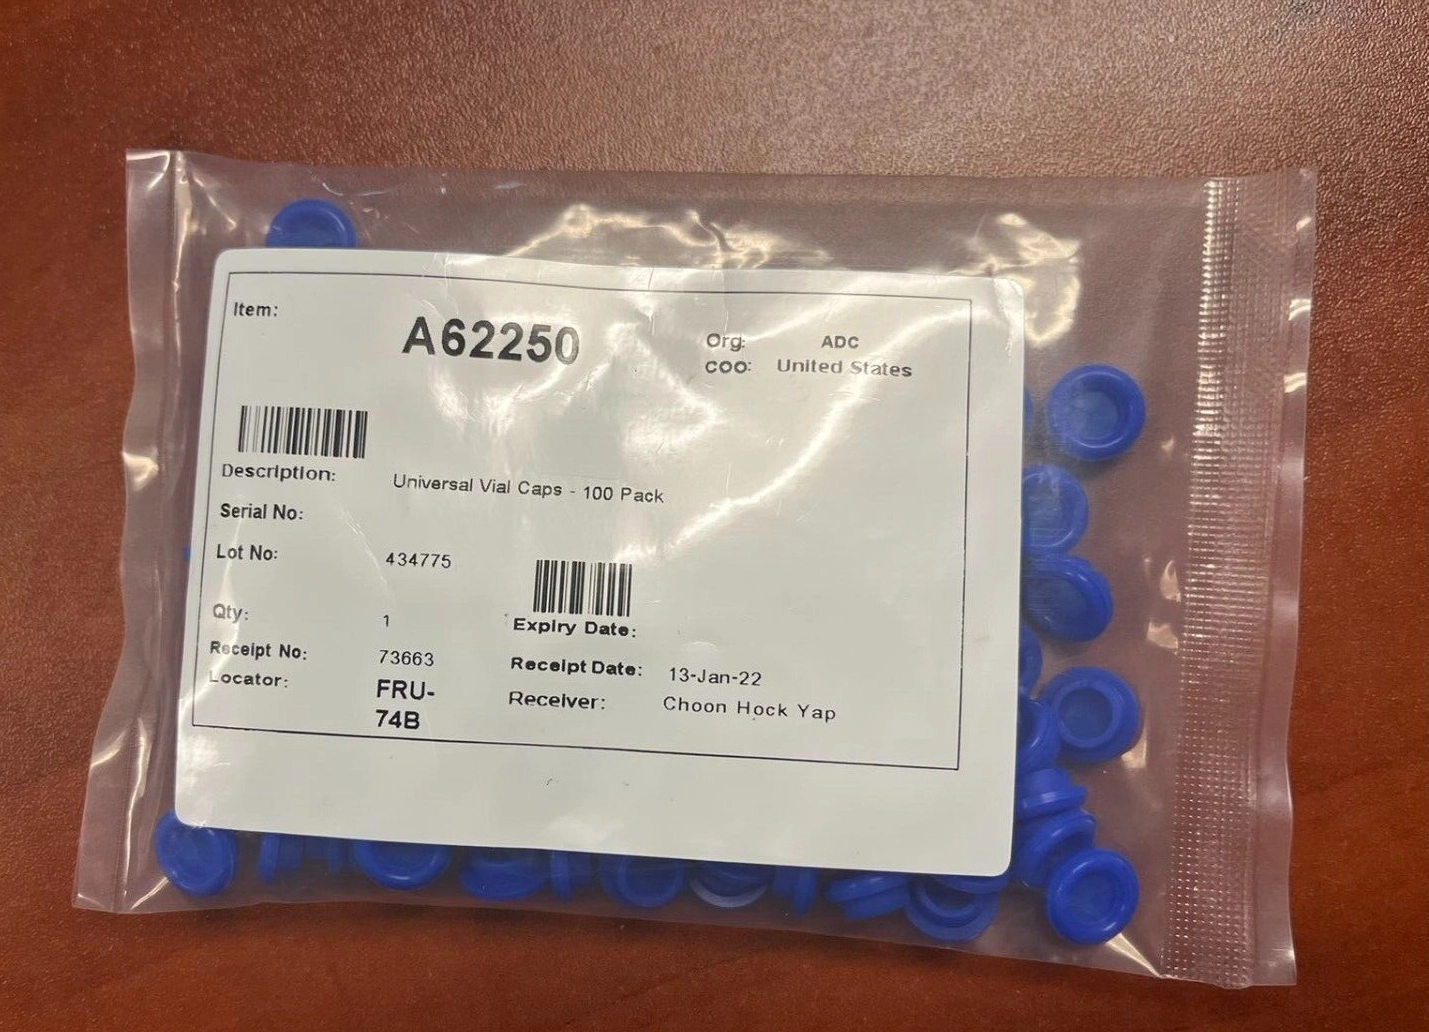 Item: A62250 Org: ADC
COO: United States
Description: Universal Vial Caps - 100 Pack
Serial No:
Lot No: 434775
Expiry Date:
Qty: 1
Receipt No: 73663 Receipt Date: 13-Jan-22
Locator: FRU- Receiver: Choon Hock Yap
74B